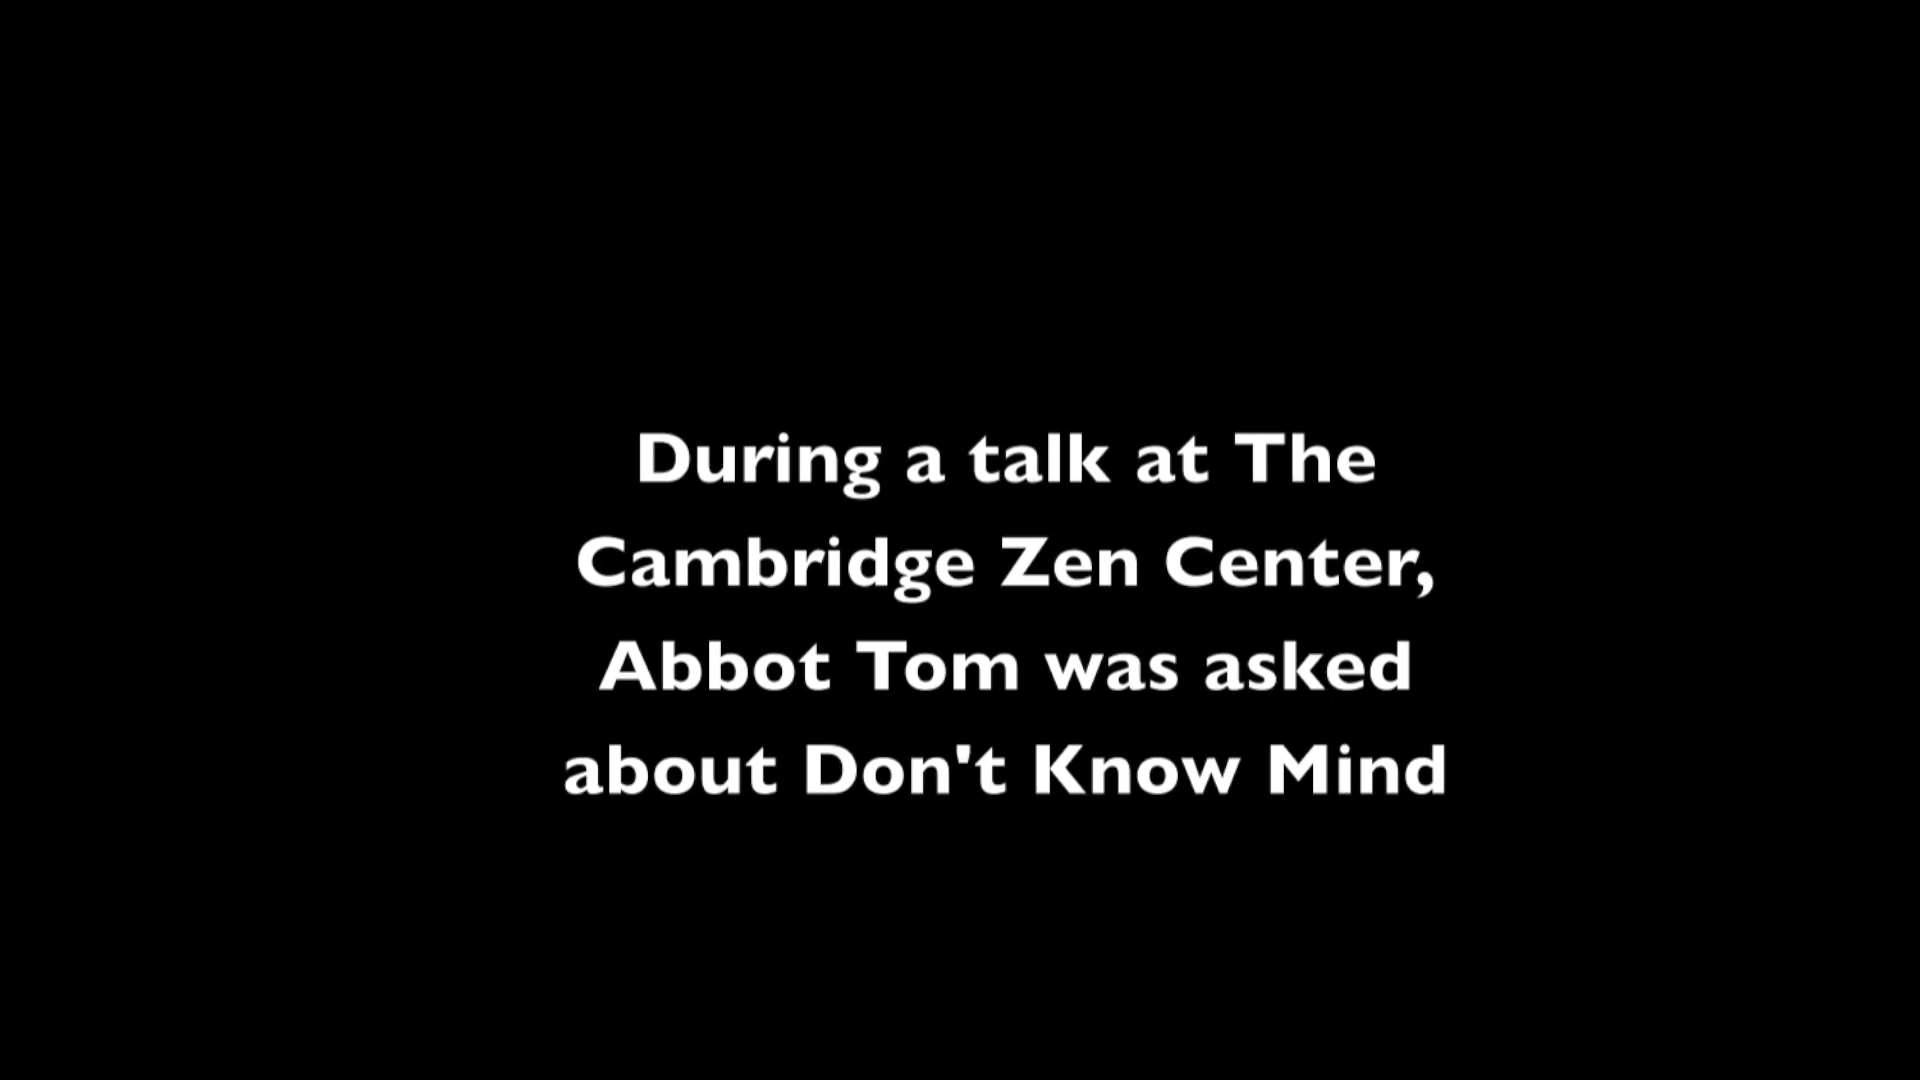 During a talk at The
Cambridge Zen Center,
Abbot Tom was asked
about Don't Know Mind